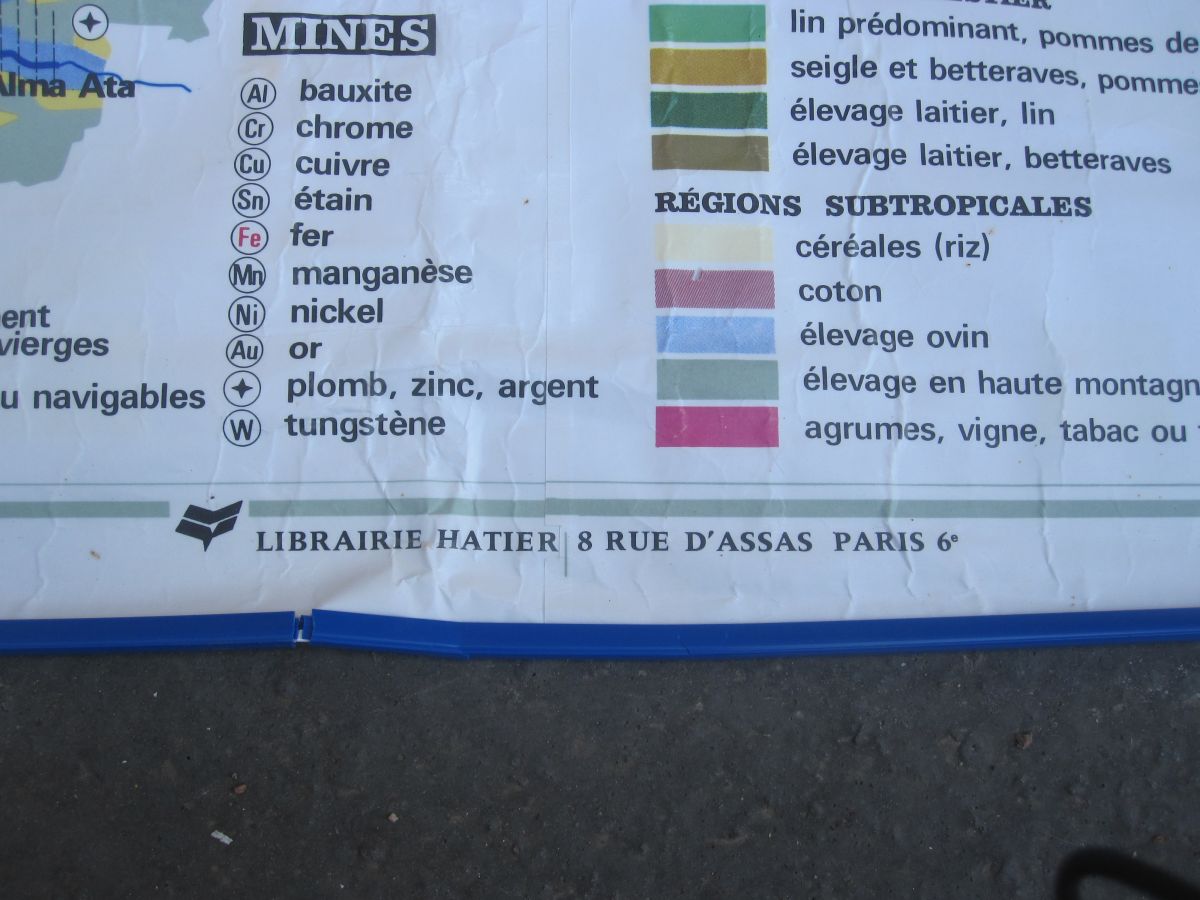 Alma Ata
ent
vierges
u navigables
MINES
Al bauxite
Cr chrome
Cu cuivre
Sn étain
Fe fer
Mn manganèse
Ni nickel
Au or
plomb, zinc, argent
W tungstène
lin prédominant, pommes de
seigle et betteraves, pomme
élevage laitier, lin
élevage laitier, betteraves
RÉGIONS SUBTROPICALES
céréales (riz)
coton
élevage ovin
élevage en haute montagn
agrumes, vigne, tabac ou
LIBRAIRIE HATIER 8 RUE D'ASSAS PARIS 6e